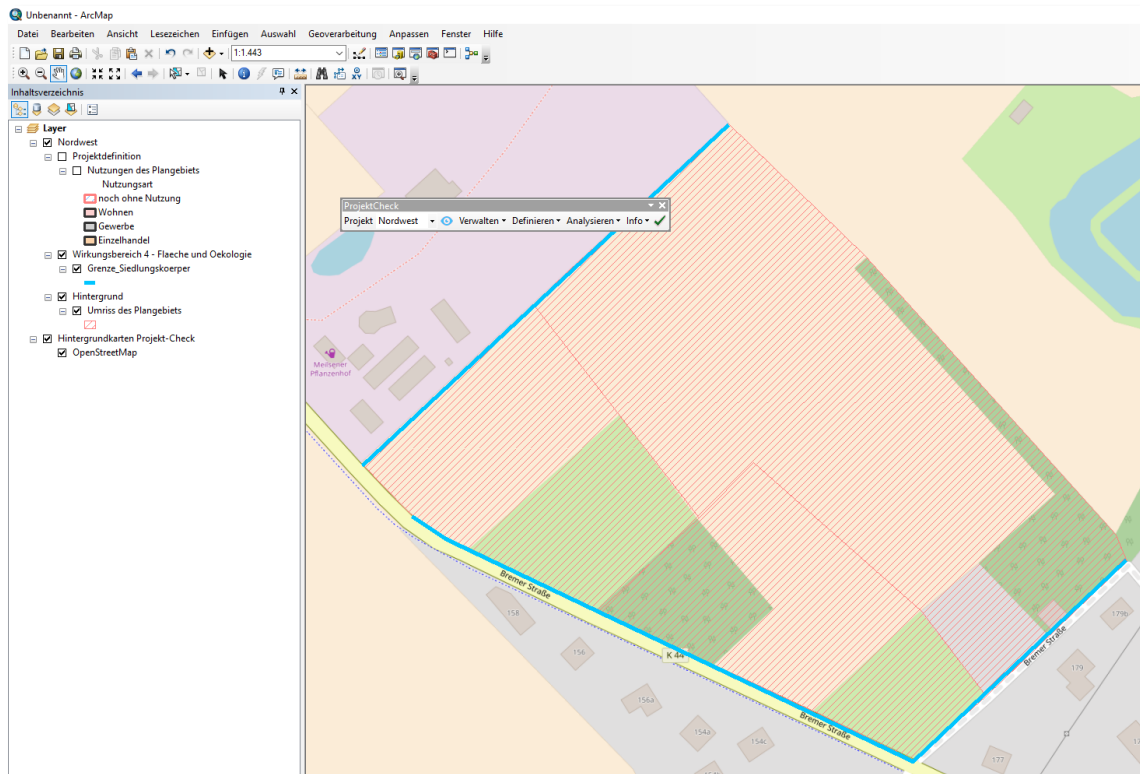 Unbenannt - ArcMap
Datei Bearbeiten Ansicht Lesezeichen Einfügen Auswahl Geoverarbeitung Anpassen Fenster Hilfe
1:1.443
Inhaltsverzeichnis
Layer
Nordwest
Projektdefinition
Nutzungen des Plangebiets
Nutzungsart
noch ohne Nutzung
Wohnen
Gewerbe
Einzelhandel
Wirkungsbereich 4 - Flaeche und Oekologie
Grenze_Siedlungskoerper
Hintergrund
Umriss des Plangebiets
Hintergrundkarten Projekt-Check
OpenStreetMap
ProjektCheck
Projekt Nordwest Verwalten Definieren Analysieren Info
Meilsener
Pflanzenhof
Bremer Straße
158
156
K 44
156a
154a
154c
Bremer Straße
Bremer Straße
179b
179
177